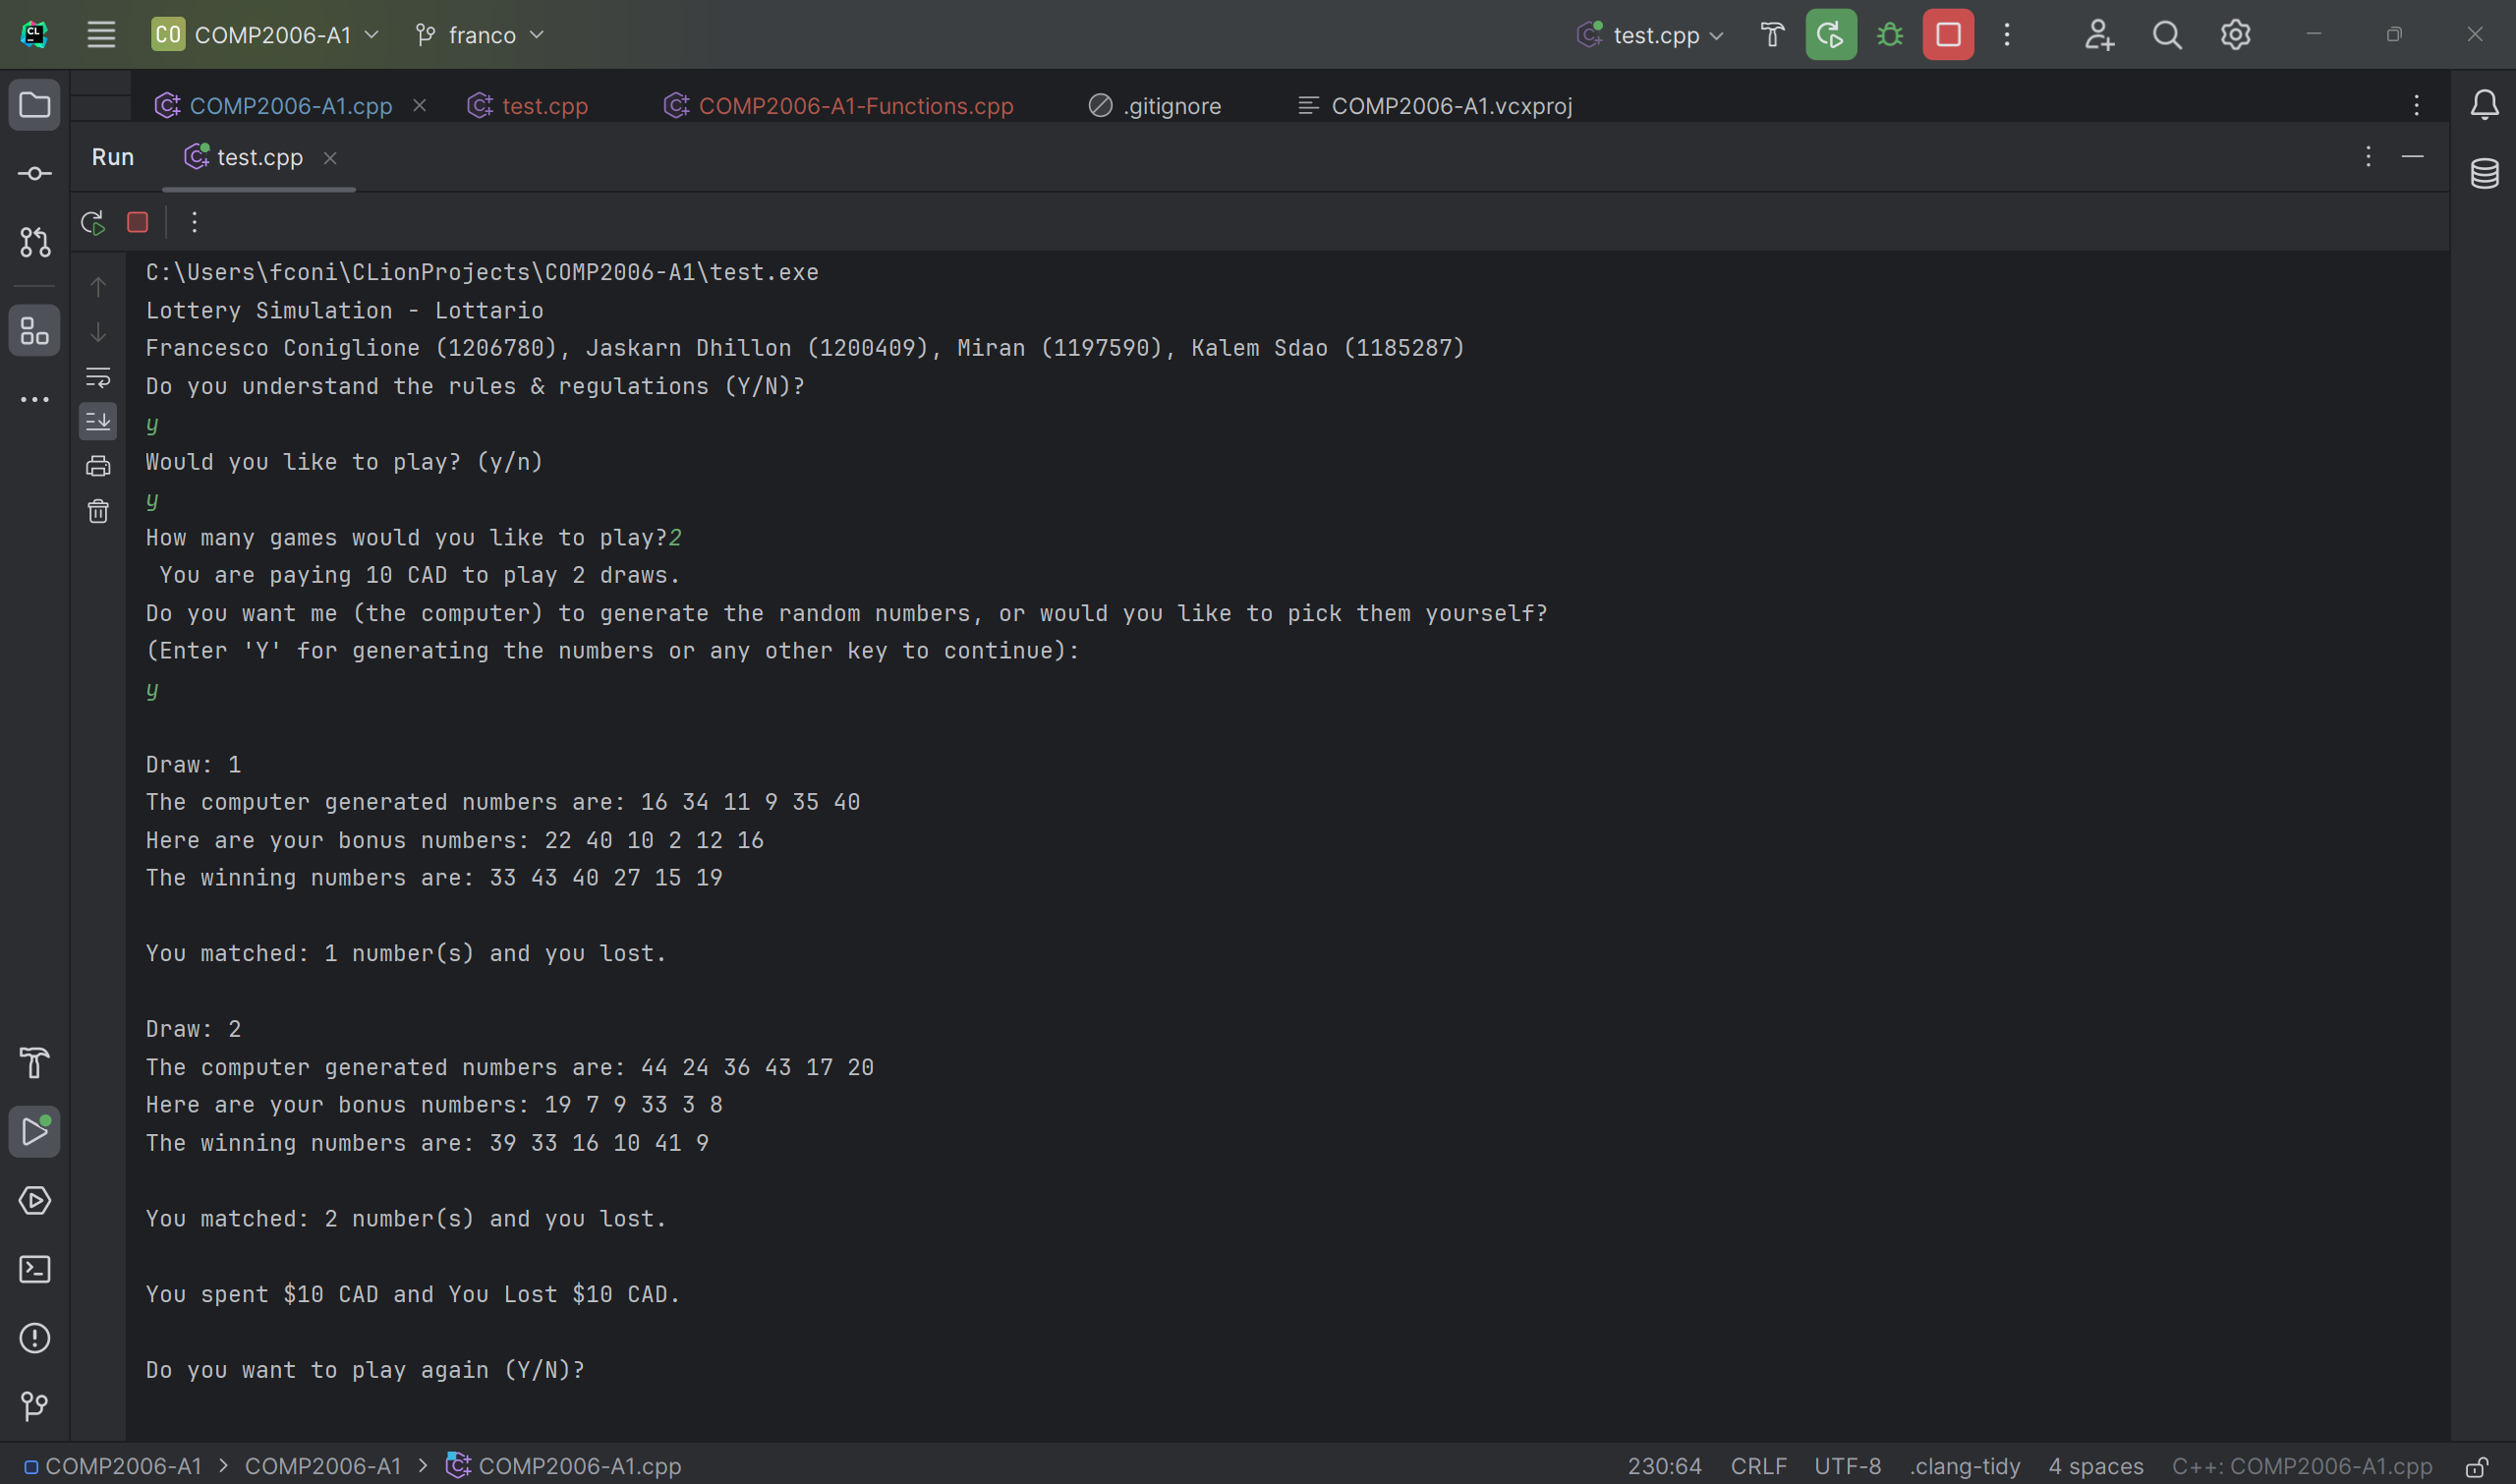 CL CO COMP2006-A1 franco test.cpp
COMP2006-A1.cpp test.cpp COMP2006-A1-Functions.cpp .gitignore COMP2006-A1.vcxproj
Run test.cpp
C:\Users\fconi\CLionProjects\COMP2006-A1\test.exe
Lottery Simulation - Lottario
Francesco Coniglione (1206780), Jaskarn Dhillon (1200409), Miran (1197590), Kalem Sdao (1185287)
Do you understand the rules & regulations (Y/N)?
y
Would you like to play? (y/n)
y
How many games would you like to play?2
You are paying 10 CAD to play 2 draws.
Do you want me (the computer) to generate the random numbers, or would you like to pick them yourself?
(Enter 'Y' for generating the numbers or any other key to continue):
y
Draw: 1
The computer generated numbers are: 16 34 11 9 35 40
Here are your bonus numbers: 22 40 10 2 12 16
The winning numbers are: 33 43 40 27 15 19
You matched: 1 number(s) and you lost.
Draw: 2
The computer generated numbers are: 44 24 36 43 17 20
Here are your bonus numbers: 19 7 9 33 3 8
The winning numbers are: 39 33 16 10 41 9
You matched: 2 number(s) and you lost.
You spent $10 CAD and You Lost $10 CAD.
Do you want to play again (Y/N)?
COMP2006-A1 > COMP2006-A1 > COMP2006-A1.cpp 230:64 CRLF UTF-8 .clang-tidy 4 spaces C++: COMP2006-A1.cpp